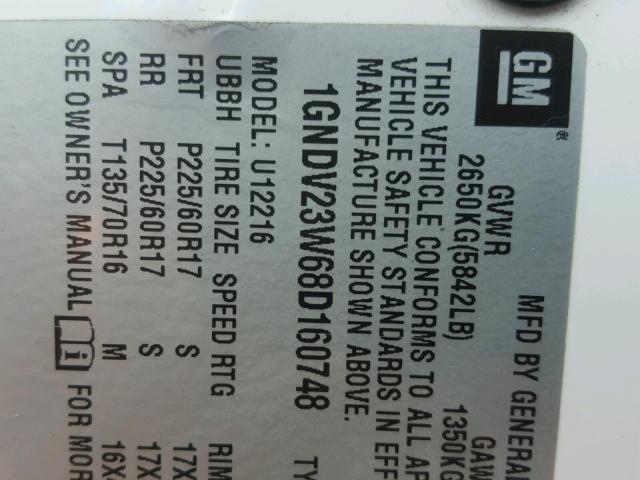 GM®
MFD BY GENERAL
GVWR GAW
2650KG(5842LB) 1350KG
THIS VEHICLE CONFORMS TO ALL AP
VEHICLE SAFETY STANDARDS IN EFF
MANUFACTURE SHOWN ABOVE.
1GNDV23W68D160748 TY
MODEL: U12216
UBBH TIRE SIZE SPEED RTG RIM
FRT P225/60R17 S 17X
RR P225/60R17 S 17X
SPA T135/70R16 M 16X
SEE OWNER'S MANUAL i FOR MOR